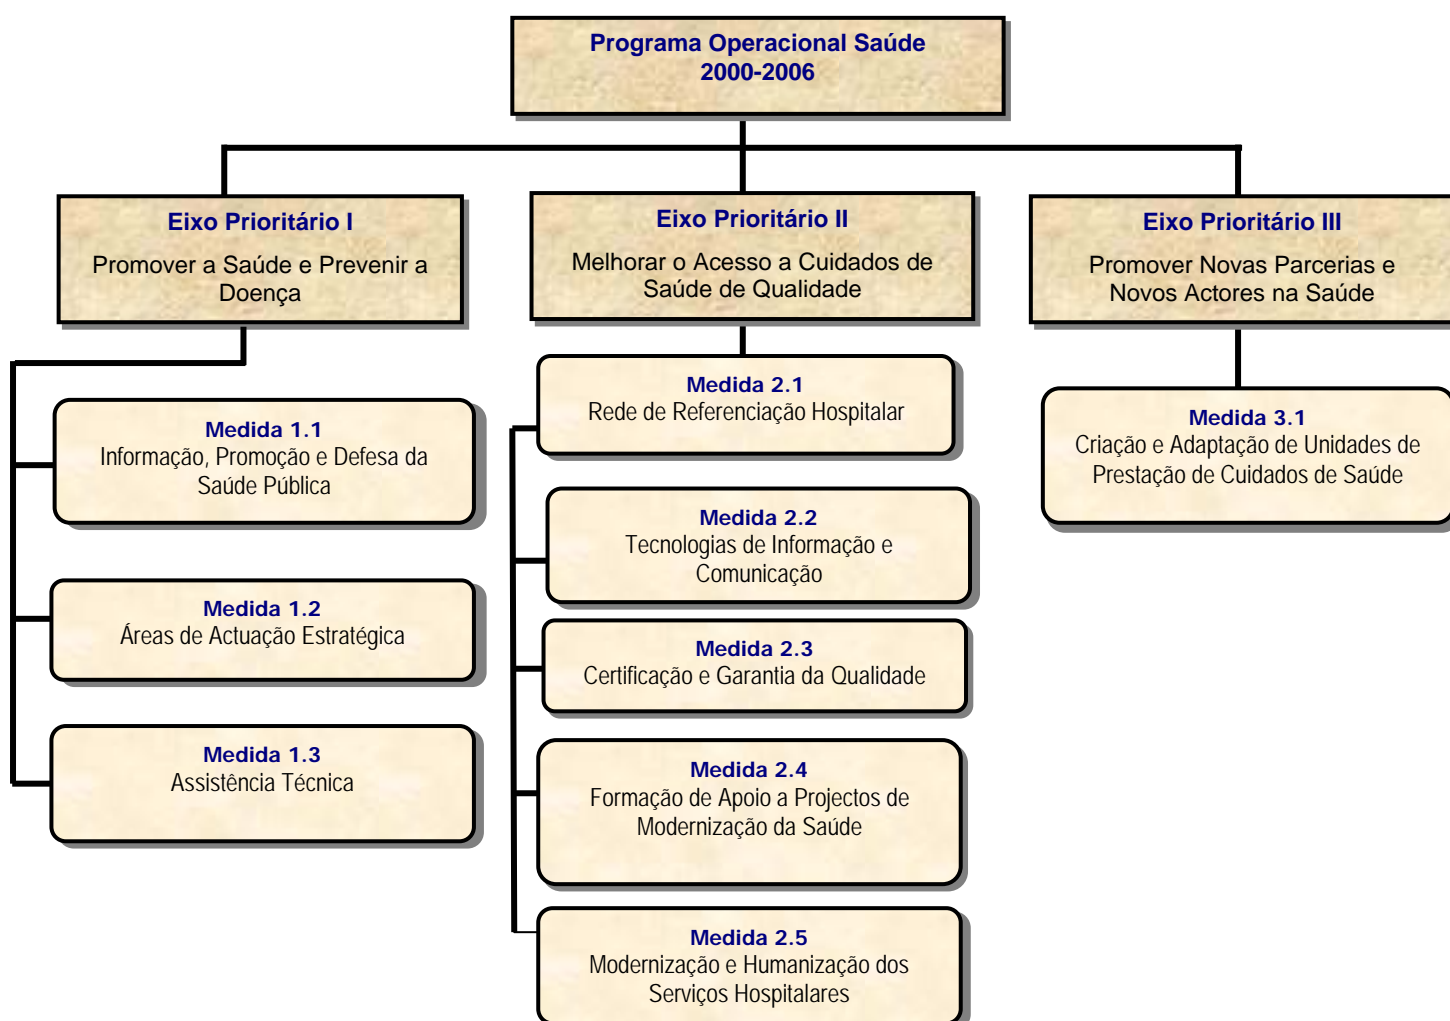 Programa Operacional Saúde
2000-2006
Eixo Prioritário I
Promover a Saúde e Prevenir a
Doença
Eixo Prioritário II
Melhorar o Acesso a Cuidados de
Saúde de Qualidade
Eixo Prioritário III
Promover Novas Parcerias e
Novos Actores na Saúde
Medida 1.1
Informação, Promoção e Defesa da
Saúde Pública
Medida 1.2
Áreas de Actuação Estratégica
Medida 1.3
Assistência Técnica
Medida 2.1
Rede de Referenciação Hospitalar
Medida 2.2
Tecnologias de Informação e
Comunicação
Medida 2.3
Certificação e Garantia da Qualidade
Medida 2.4
Formação de Apoio a Projectos de
Modernização da Saúde
Medida 2.5
Modernização e Humanização dos
Serviços Hospitalares
Medida 3.1
Criação e Adaptação de Unidades de
Prestação de Cuidados de Saúde